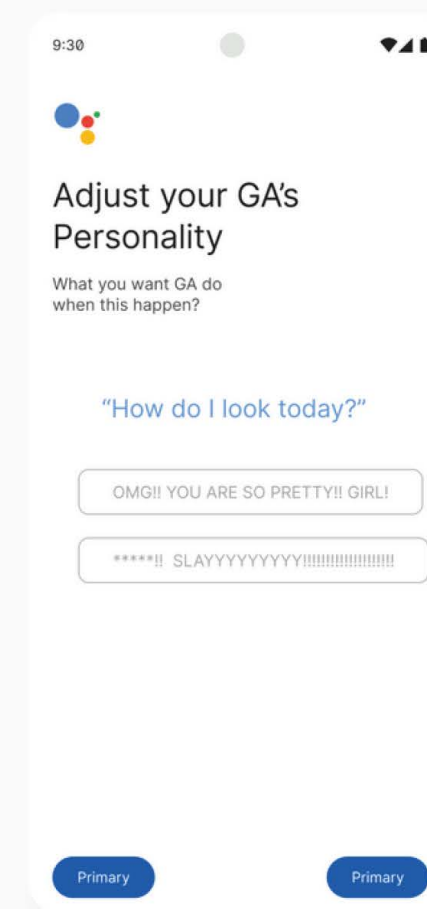 9:30
Adjust your GA's
Personality
What you want GA do
when this happen?
“How do I look today?”
OMG!! YOU ARE SO PRETTY!! GIRL!
*****!! SLAYYYYYYYYYY!!!!!!!!!!!!!!!!!!!!!
Primary
Primary